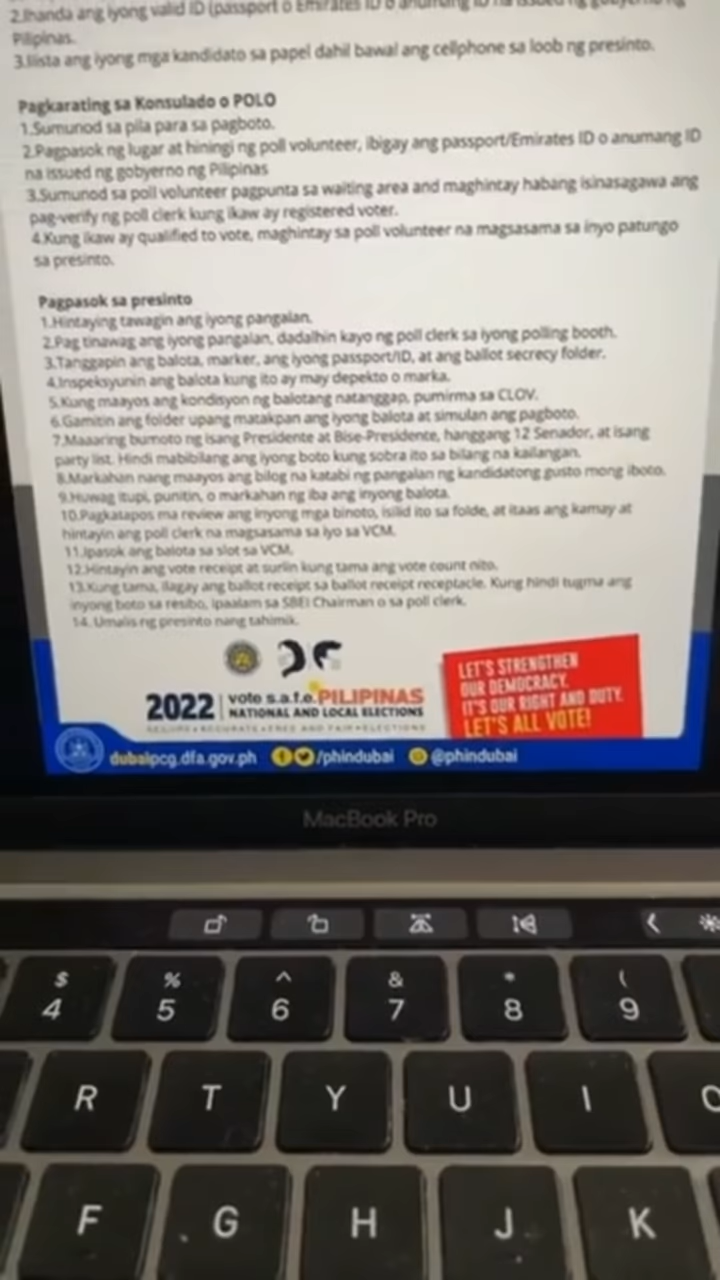 2.Ihanda ang iyong valid ID (passport o Emirates ID o anumang ID na issued ng gobyerno ng
Pilipinas.
3.Ilista ang iyong mga kandidato sa papel dahil bawal ang cellphone sa loob ng presinto.
Pagkarating sa Konsulado o POLO
1.Sumunod sa pila para sa pagboto.
2.Pagpasok ng lugar at hiningi ng poll volunteer, ibigay ang passport/Emirates ID o anumang ID
na issued ng gobyerno ng Pilipinas
3.Sumunod sa poll volunteer pagpunta sa waiting area and maghintay habang isinasagawa ang
pag-verify ng poll clerk kung ikaw ay registered voter.
4.Kung ikaw ay qualified to vote, maghintay sa poll volunteer na magsasama sa inyo patungo
sa presinto.
Pagpasok sa presinto
1.Hintaying tawagin ang iyong pangalan.
2.Pag tinawag ang iyong pangalan, dadalhin kayo ng poll clerk sa iyong polling booth.
3.Tanggapin ang balota, marker, ang iyong passport/ID, at ang ballot secrecy folder.
4.Inspeksyunin ang balota kung ito ay may depekto o marka.
5.Kung maayos ang kondisyon ng balotang natanggap, pumirma sa CLOV.
6.Gamitin ang folder upang matakpan ang iyong balota at simulan ang pagboto.
7.Maaaring bumoto ng isang Presidente at Bise-Presidente, hanggang 12 Senador, at isang
party list. Hindi mabibilang ang iyong boto kung sobra ito sa bilang na kailangan.
8.Markahan nang maayos ang bilog na katabi ng pangalan ng kandidatong gusto mong iboto.
9.Huwag itupi, punitin, o markahan ng iba ang inyong balota.
10.Pagkatapos ma review ang inyong mga binoto, isilid ito sa folde, at itaas ang kamay at
hintayin ang poll clerk na magsasama sa iyo sa VCM.
11.Ipasok ang balota sa slot sa VCM.
12.Hintayin ang vote receipt at suriin kung tama ang vote count nito.
13.Kung tama, ilagay ang ballot receipt sa ballot receipt receptacle. Kung hindi tugma ang
inyong boto sa resibo, ipaalam sa SBEI Chairman o sa poll clerk.
14. Umalis ng presinto nang tahimik.
2022 vote s.a.f.e.PILIPINAS
NATIONAL AND LOCAL ELECTIONS
SECURE • ACCURATE • FREE AND FAIR • ELECTIONS
LET'S STRENGTHEN
OUR DEMOCRACY.
IT'S OUR RIGHT AND DUTY.
LET'S ALL VOTE!
dubaipcg.dfa.gov.ph /phindubai @phindubai
MacBook Pro
$ % ^ & * (
4 5 6 7 8 9
R T Y U I
F G H J K